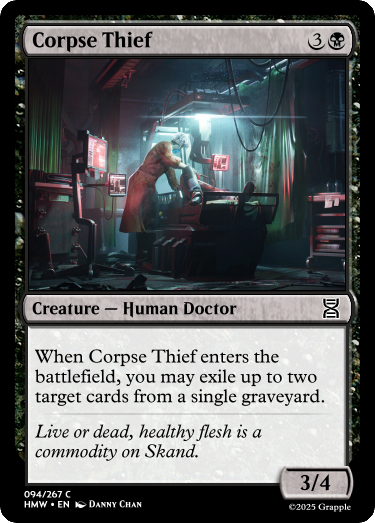 Corpse Thief 3
Creature — Human Doctor
When Corpse Thief enters the
battlefield, you may exile up to two
target cards from a single graveyard.
Live or dead, healthy flesh is a
commodity on Skand.
3/4
094/267 C
HMW • EN Danny Chan
©2025 Grapple